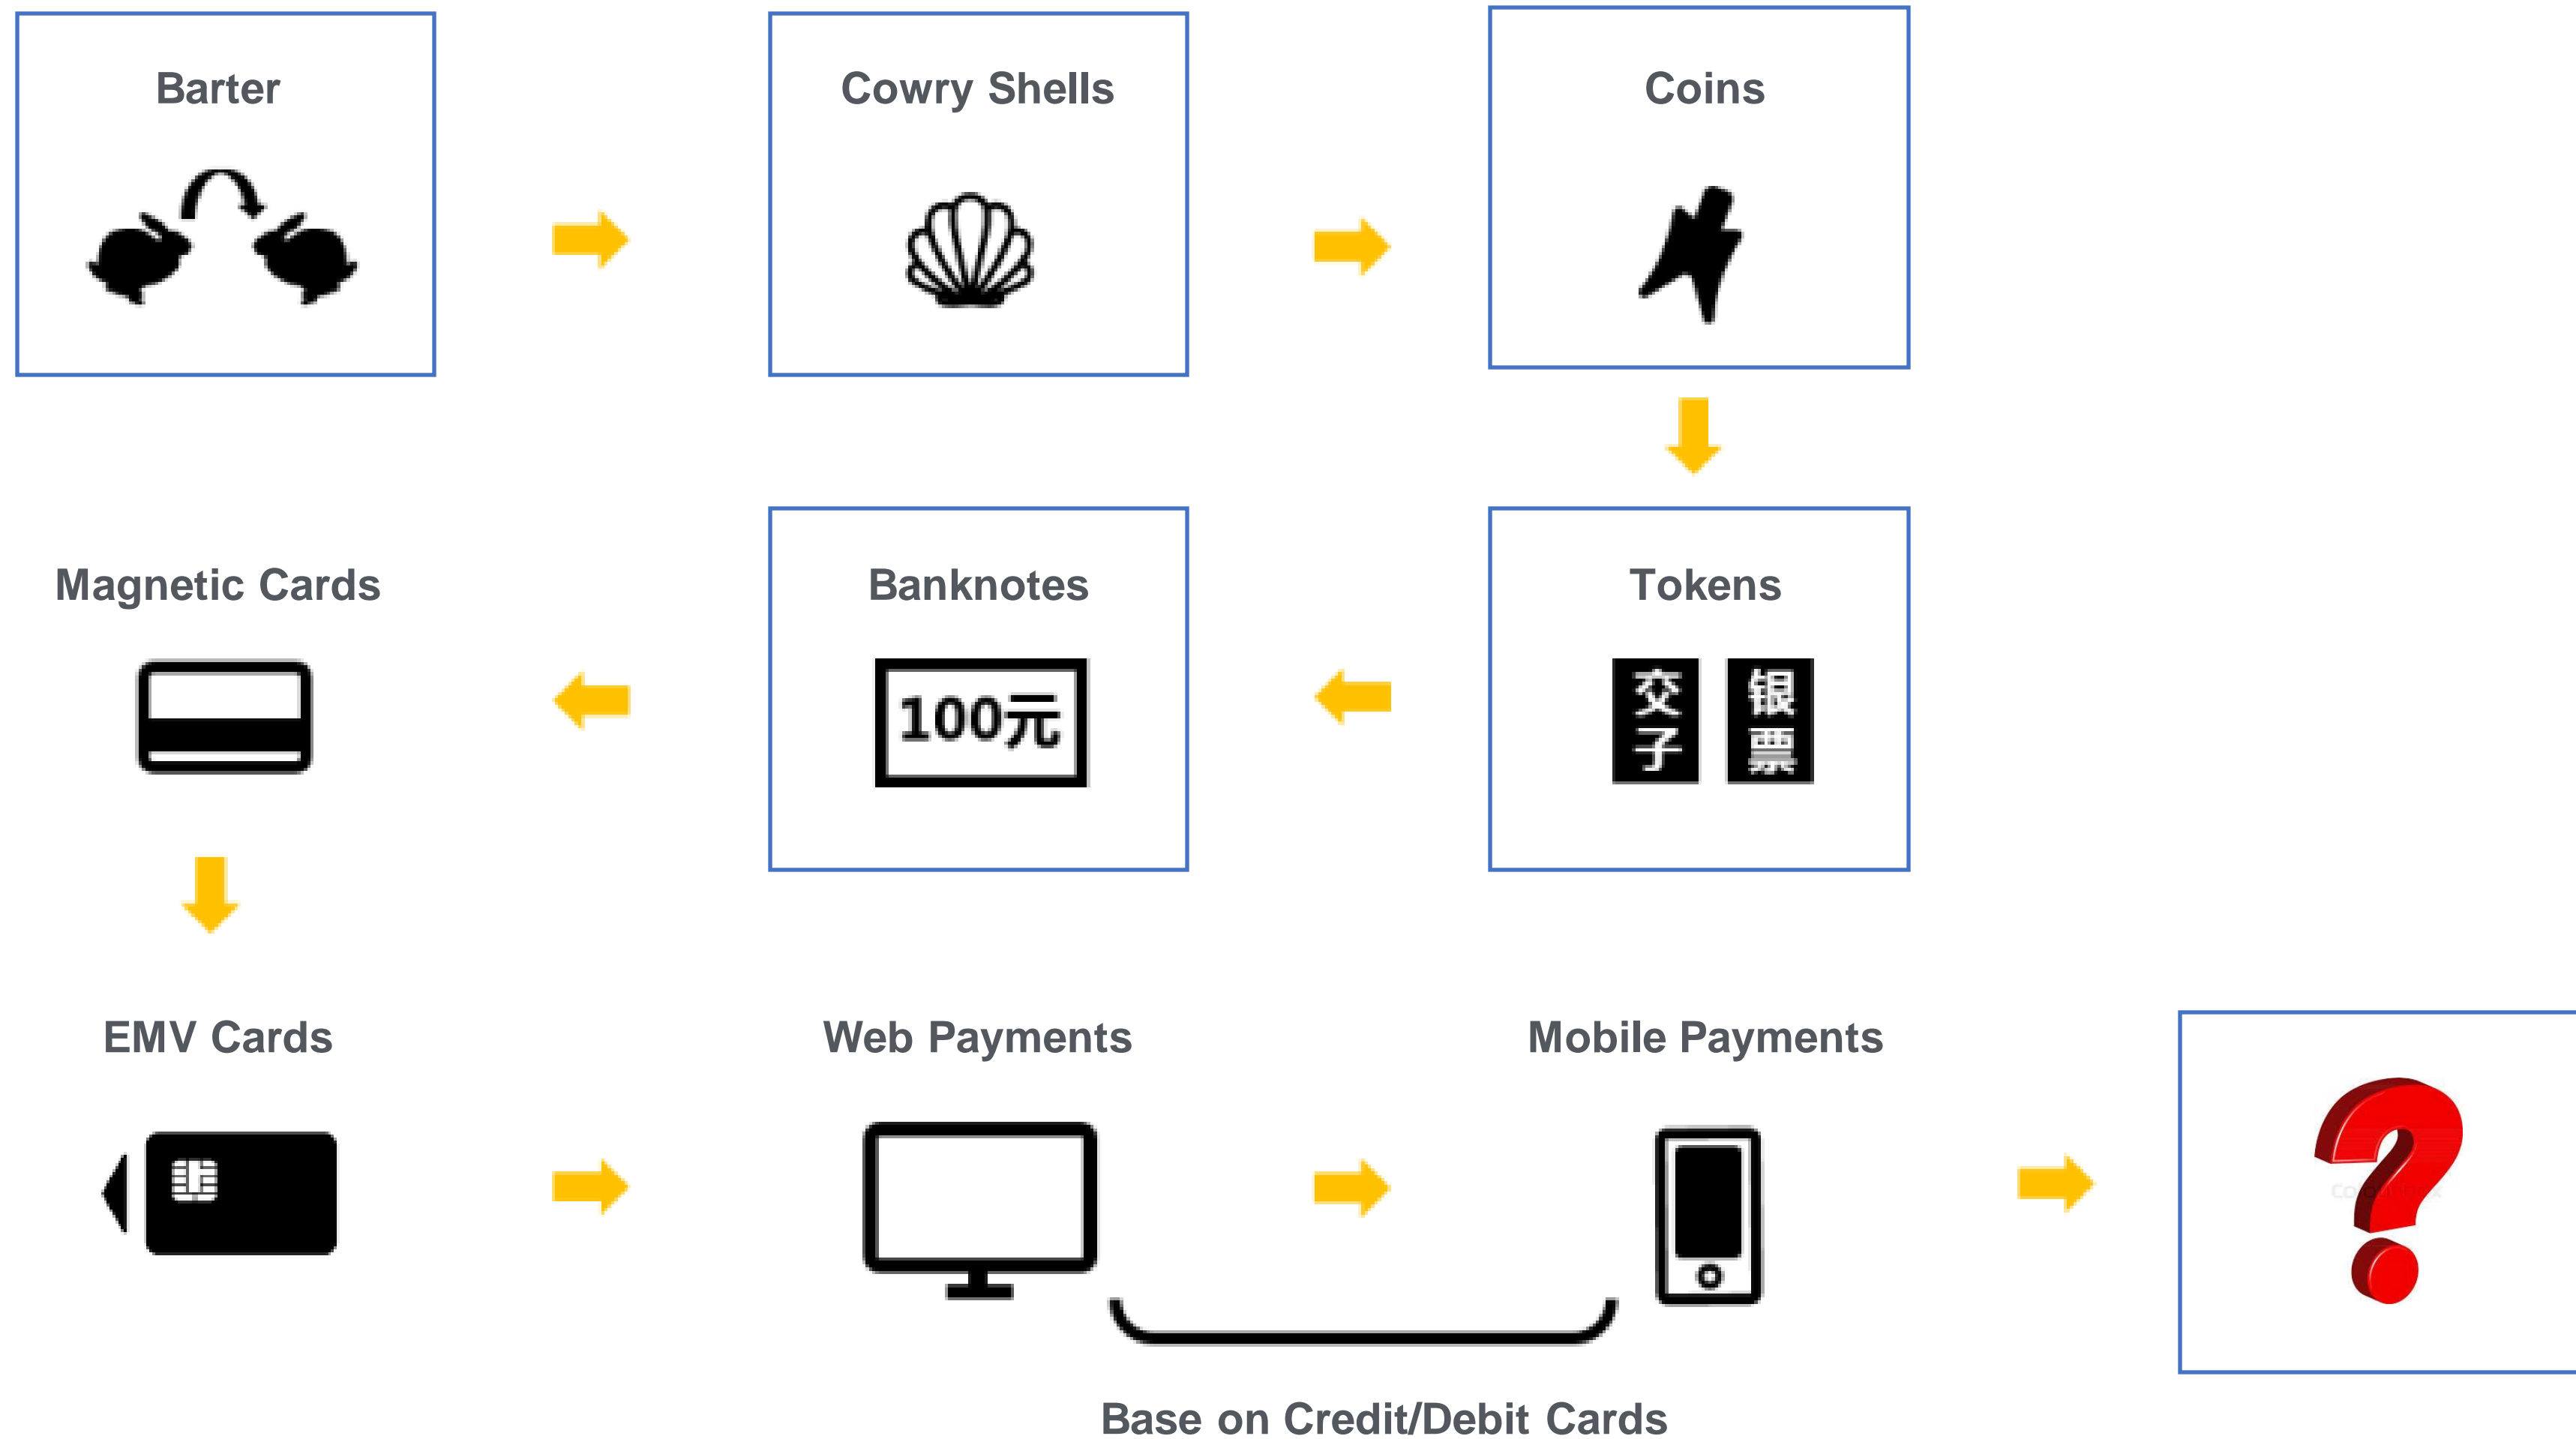 Barter
Cowry Shells
Coins
Magnetic Cards
Banknotes
Tokens
100元
交子
银票
EMV Cards
Web Payments
Mobile Payments
Base on Credit/Debit Cards